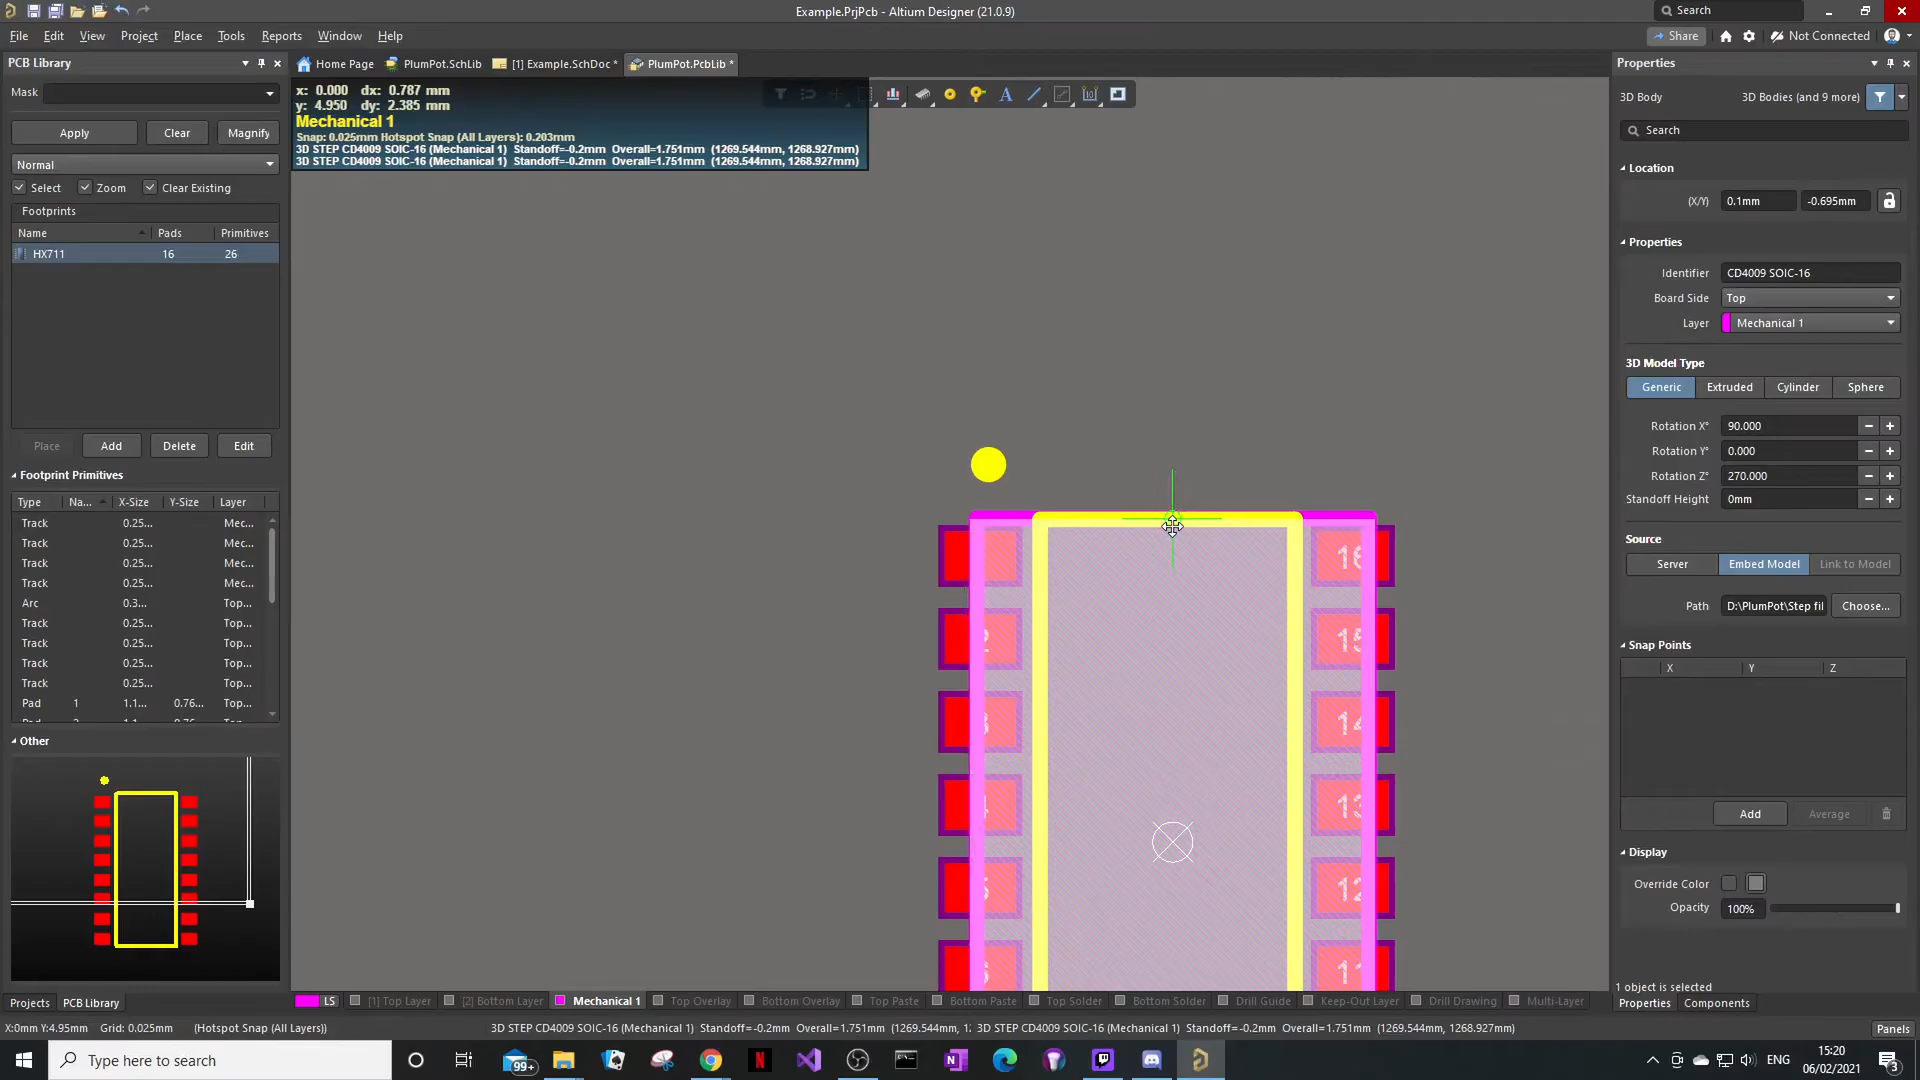 Example.PrjPcb - Altium Designer (21.0.9)
Search
File Edit View Project Place Tools Reports Window Help
Share Not Connected
PCB Library
Home Page PlumPot.SchLib [1] Example.SchDoc * PlumPot.PcbLib *
Properties
Mask
Apply Clear Magnify
Normal
Select Zoom Clear Existing
Footprints
Name Pads Primitives
HX711 16 26
Place Add Delete Edit
Footprint Primitives
Type Na... X-Size Y-Size Layer
Track 0.25... Mec...
Track 0.25... Mec...
Track 0.25... Mec...
Track 0.25... Mec...
Arc 0.3... Top...
Track 0.25... Top...
Track 0.25... Top...
Track 0.25... Top...
Track 0.25... Top...
Pad 1 1.1... 0.76... Top
Other
Projects PCB Library
x: 0.000 dx: 0.787 mm
y: 4.950 dy: 2.385 mm
Mechanical 1
Snap: 0.025mm Hotspot Snap (All Layers): 0.203mm
3D STEP CD4009 SOIC-16 (Mechanical 1) Standoff=-0.2mm Overall=1.751mm (1269.544mm, 1268.927mm)
3D STEP CD4009 SOIC-16 (Mechanical 1) Standoff=-0.2mm Overall=1.751mm (1269.544mm, 1268.927mm)
16
2 15
3 14
4 13
5 12
6 11
LS [1] Top Layer [2] Bottom Layer Mechanical 1 Top Overlay Bottom Overlay Top Paste Bottom Paste Top Solder Bottom Solder Drill Guide Keep-Out Layer Drill Drawing Multi-Layer
3D Body 3D Bodies (and 9 more)
Search
Location
(X/Y) 0.1mm -0.695mm
Properties
Identifier CD4009 SOIC-16
Board Side Top
Layer Mechanical 1
3D Model Type
Generic Extruded Cylinder Sphere
Rotation X° 90.000
Rotation Y° 0.000
Rotation Z° 270.000
Standoff Height 0mm
Source
Server Embed Model Link to Model
Path D:\PlumPot\Step fil Choose...
Snap Points
X Y Z
Add Average
Display
Override Color
Opacity 100%
1 object is selected
Properties Components
X:0mm Y:4.95mm Grid: 0.025mm (Hotspot Snap (All Layers)) 3D STEP CD4009 SOIC-16 (Mechanical 1) Standoff=-0.2mm Overall=1.751mm (1269.544mm, 1: 3D STEP CD4009 SOIC-16 (Mechanical 1) Standoff=-0.2mm Overall=1.751mm (1269.544mm, 1268.927mm) Panels
Type here to search 99+ ENG 15:20
06/02/2021 3